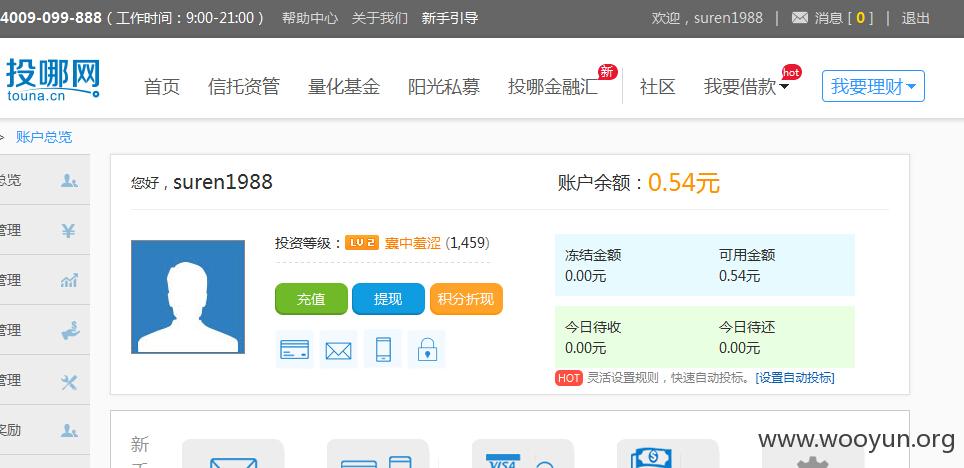 4009-099-888 ( 工作时间：9:00-21:00 ) 帮助中心 关于我们 新手引导 欢迎，suren1988 | 消息 [ 0 ] | 退出
投哪网
touna.cn
首页 信托资管 量化基金 阳光私募 投哪金融汇 新 社区 我要借款 hot 我要理财
> 账户总览
总览
管理
管理
管理
管理
奖励
您好，suren1988 账户余额：0.54元
投资等级： LV 2 囊中羞涩 (1,459)
充值 提现 积分折现
冻结金额 可用金额
0.00元 0.54元
今日待收 今日待还
0.00元 0.00元
HOT 灵活设置规则，快速自动投标。[设置自动投标]
新
VISA
www.wooyun.org